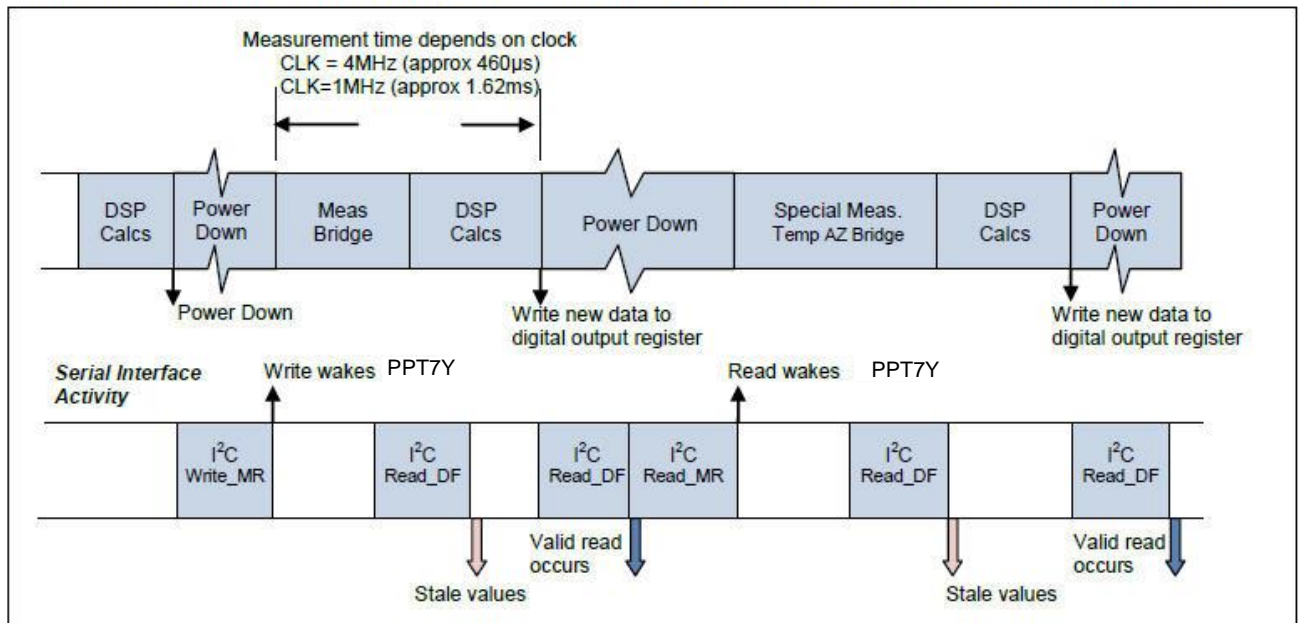 Measurement time depends on clock
CLK = 4MHz (approx 460µs)
CLK=1MHz (approx 1.62ms)
DSP Calcs
Power Down
Meas Bridge
DSP Calcs
Power Down
Special Meas. Temp AZ Bridge
DSP Calcs
Power Down
Power Down
Write new data to
digital output register
Write new data to
digital output register
Serial Interface
Activity
Write wakes PPT7Y
Read wakes PPT7Y
I²C
Write_MR
I²C
Read_DF
I²C
Read_DF
I²C
Read_MR
I²C
Read_DF
I²C
Read_DF
Valid read
occurs
Valid read
occurs
Stale values
Stale values